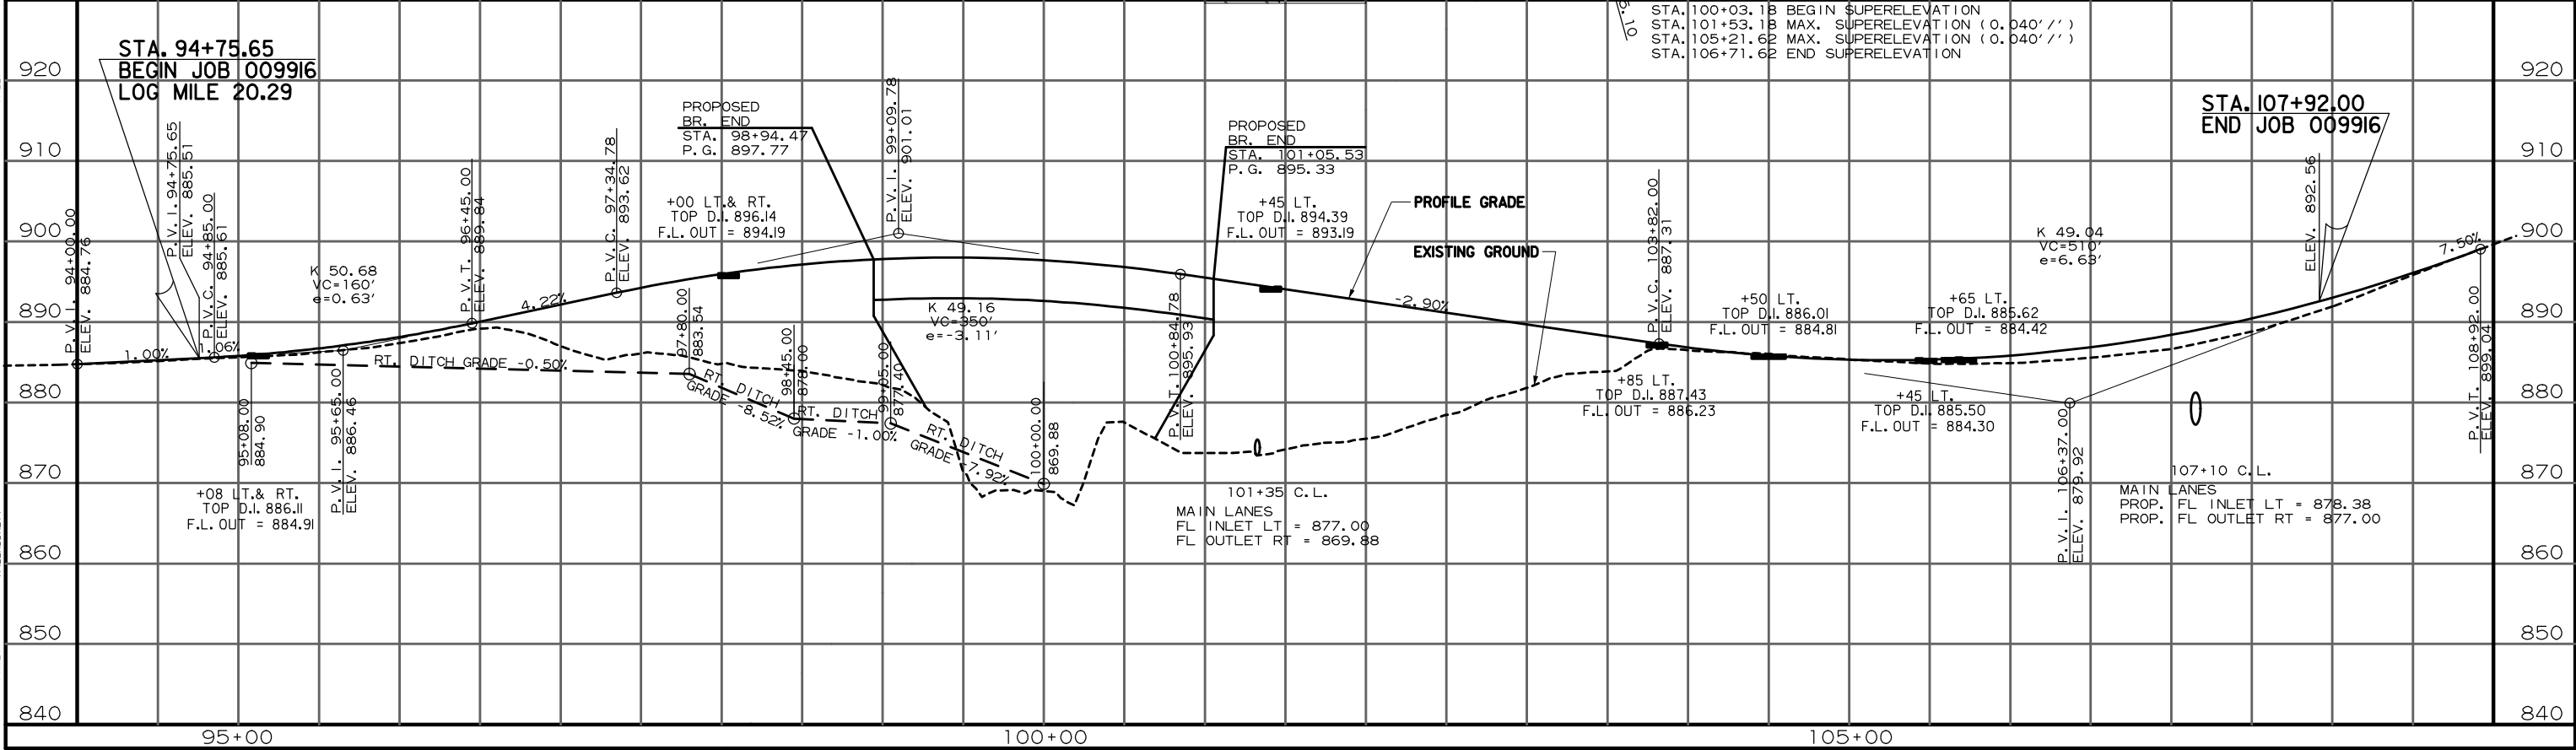 STA. 100+03.18 BEGIN SUPERELEVATION
STA. 101+53.18 MAX. SUPERELEVATION (0.040'/')
STA. 105+21.62 MAX. SUPERELEVATION (0.040'/')
STA. 106+71.62 END SUPERELEVATION
STA. 94+75.65
BEGIN JOB 009916
LOG MILE 20.29
STA. 107+92.00
END JOB 009916
920
920
910
910
900
900
890
890
880
880
870
870
860
860
850
850
840
840
P.V.I. 94+00.00
ELEV. 884.76
1.00%
P.V.I. 94+75.65
ELEV. 885.51
P.V.C. 94+85.00
ELEV. 885.61
1.06%
K 50.68
VC=160'
e=0.63'
P.V.T. 96+45.00
ELEV. 889.84
4.22%
P.V.C. 97+34.78
ELEV. 893.62
PROPOSED
BR. END
STA. 98+94.47
P.G. 897.77
+00 LT.& RT.
TOP D.I. 896.14
F.L. OUT = 894.19
P.V.I. 99+09.78
ELEV. 901.01
K 49.16
VC=350'
e=-3.11'
PROPOSED
BR. END
STA. 101+05.53
P.G. 895.33
+45 LT.
TOP D.I. 894.39
F.L. OUT = 893.19
P.V.T. 100+84.78
ELEV. 895.93
PROFILE GRADE
EXISTING GROUND
-2.90%
P.V.C. 103+82.00
ELEV. 887.31
+50 LT.
TOP D.I. 886.01
F.L. OUT = 884.81
+65 LT.
TOP D.I. 885.62
F.L. OUT = 884.42
K 49.04
VC=510'
e=6.63'
ELEV. 892.56
7.50%
P.V.T. 108+92.00
ELEV. 899.04
RT. DITCH GRADE -0.50%
95+08.00
884.90
P.V.I. 95+65.00
ELEV. 886.46
+08 LT.& RT.
TOP D.I. 886.11
F.L. OUT = 884.91
97+80.00
883.54
RT. DITCH
GRADE -8.52%
98+45.00
878.00
RT. DITCH
GRADE -1.00%
99+05.00
877.40
RT. DITCH
GRADE -7.92%
100+00.00
869.88
101+35 C.L.
MAIN LANES
FL INLET LT = 877.00
FL OUTLET RT = 869.88
+85 LT.
TOP D.I. 887.43
F.L. OUT = 886.23
+45 LT.
TOP D.I. 885.50
F.L. OUT = 884.30
P.V.I. 106+37.00
ELEV. 879.92
107+10 C.L.
MAIN LANES
PROP. FL INLET LT = 878.38
PROP. FL OUTLET RT = 877.00
95+00
100+00
105+00